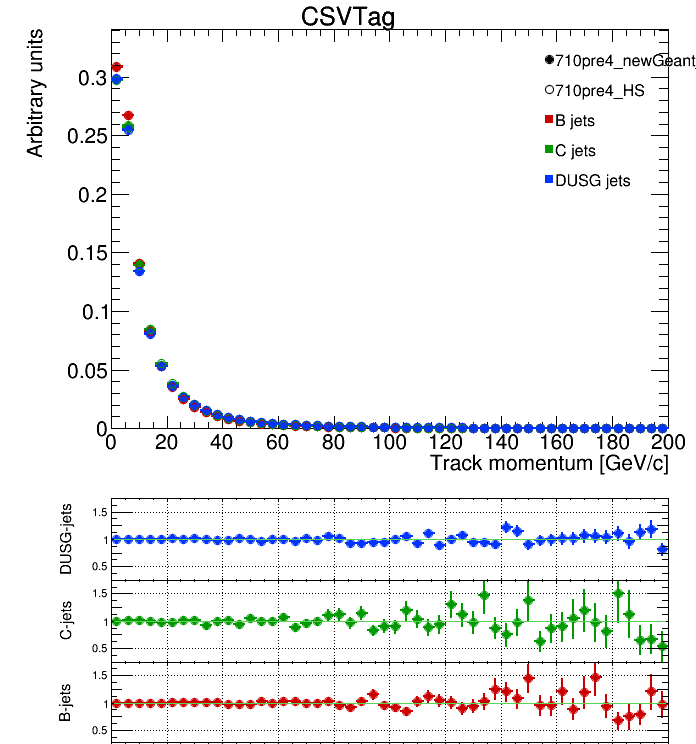 CSVTag
Arbitrary units
0.3
0.25
0.2
0.15
0.1
0.05
0
710pre4_newGeant_
710pre4_HS
B jets
C jets
DUSG jets
0 20 40 60 80 100 120 140 160 180 200
Track momentum [GeV/c]
DUSG-jets
1.5
1
0.5
C-jets
1.5
1
0.5
B-jets
1.5
1
0.5